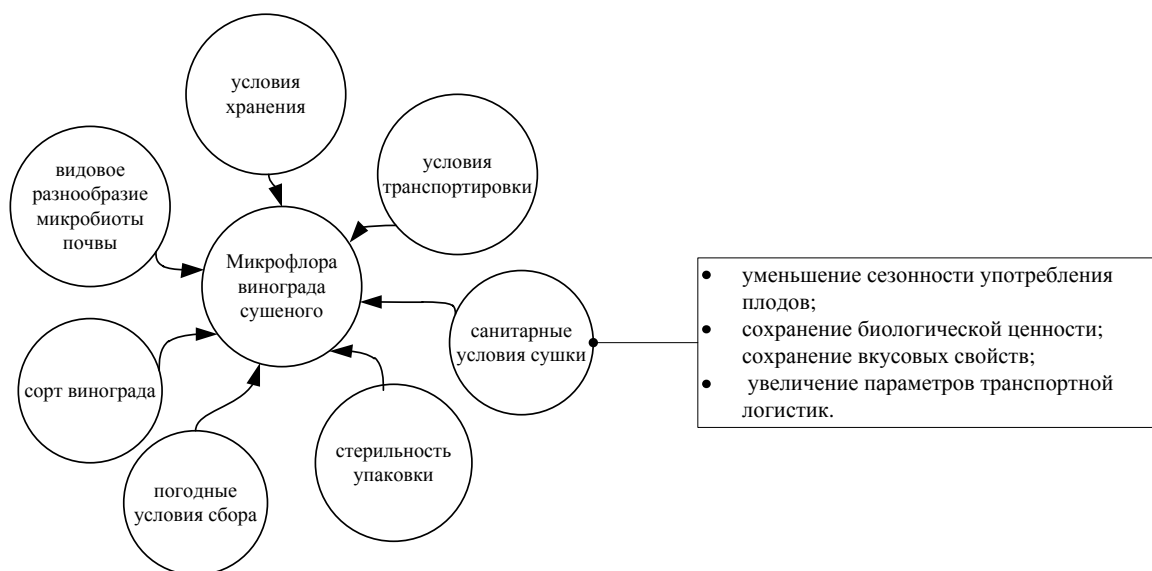 условия
хранения
условия
транспортировки
видовое
разнообразие
микробиоты
почвы
Микрофлора
винограда
сушеного
санитарные
условия сушки
сорт винограда
стерильность
упаковки
погодные
условия сбора
• уменьшение сезонности употребления
плодов;
• сохранение биологической ценности;
сохранение вкусовых свойств;
• увеличение параметров транспортной
логистик.